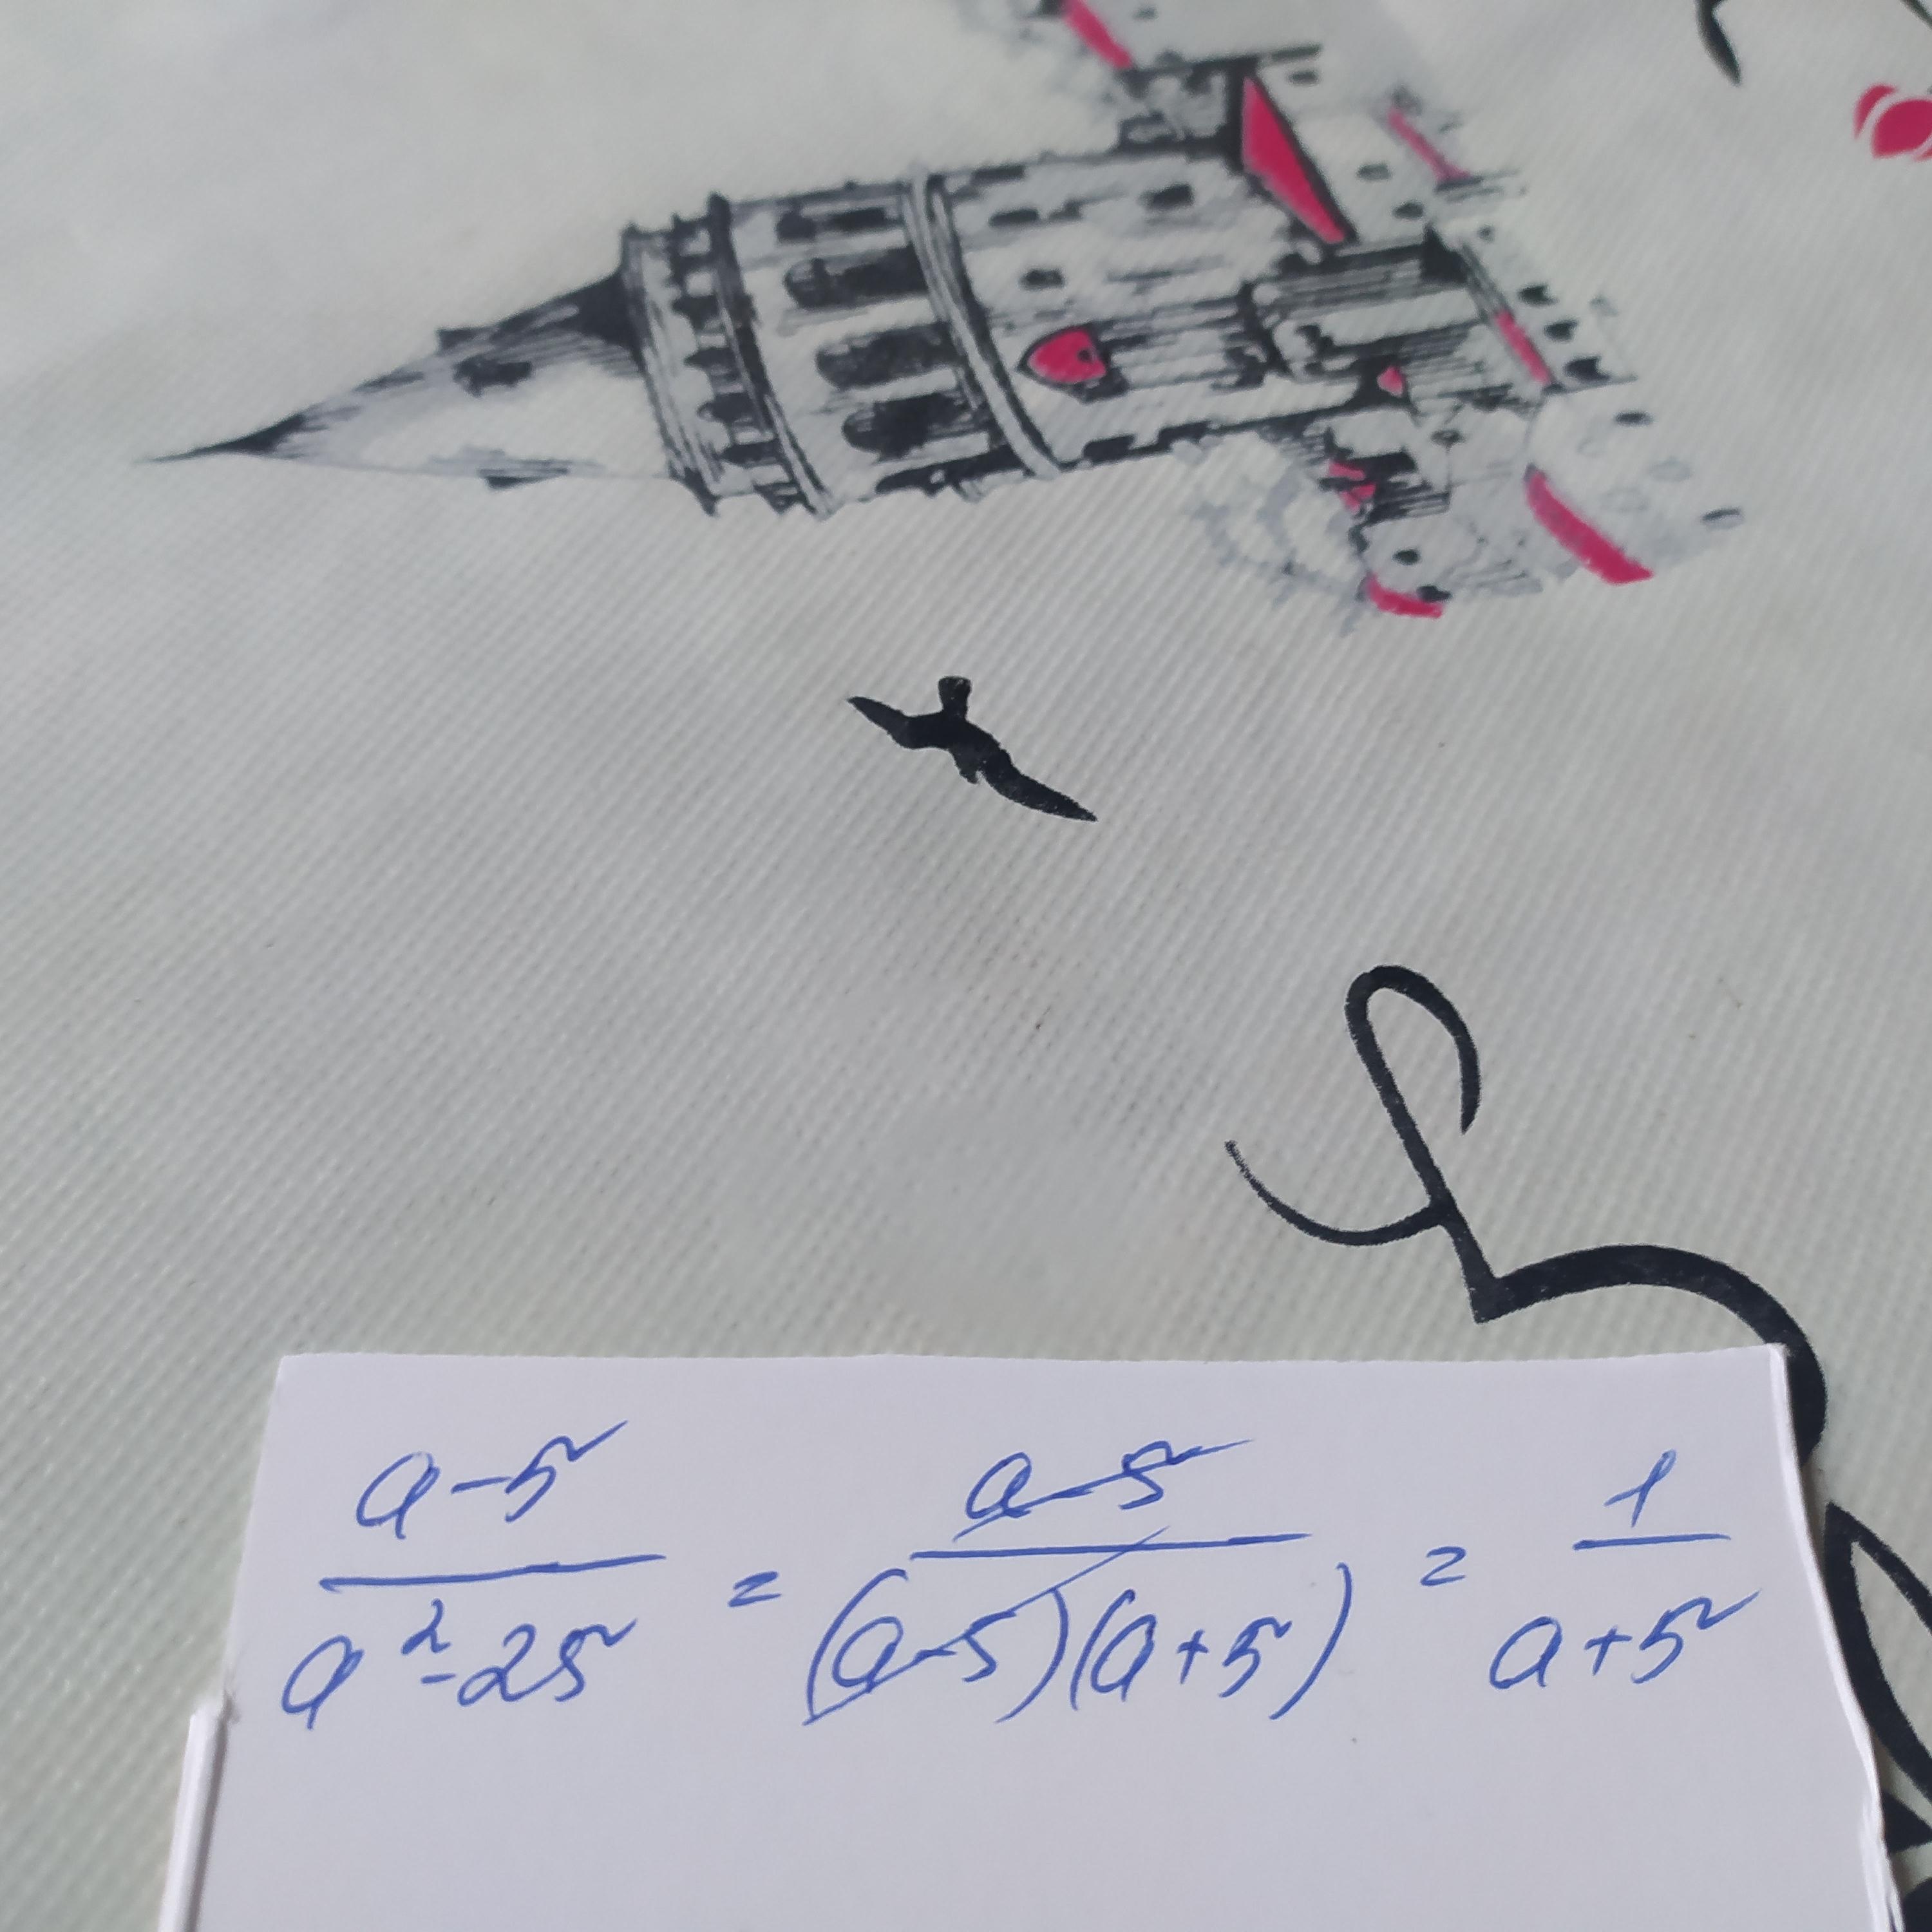 (a-5)/(a²-25) = (a-5)/((a-5)(a+5)) = 1/(a+5)